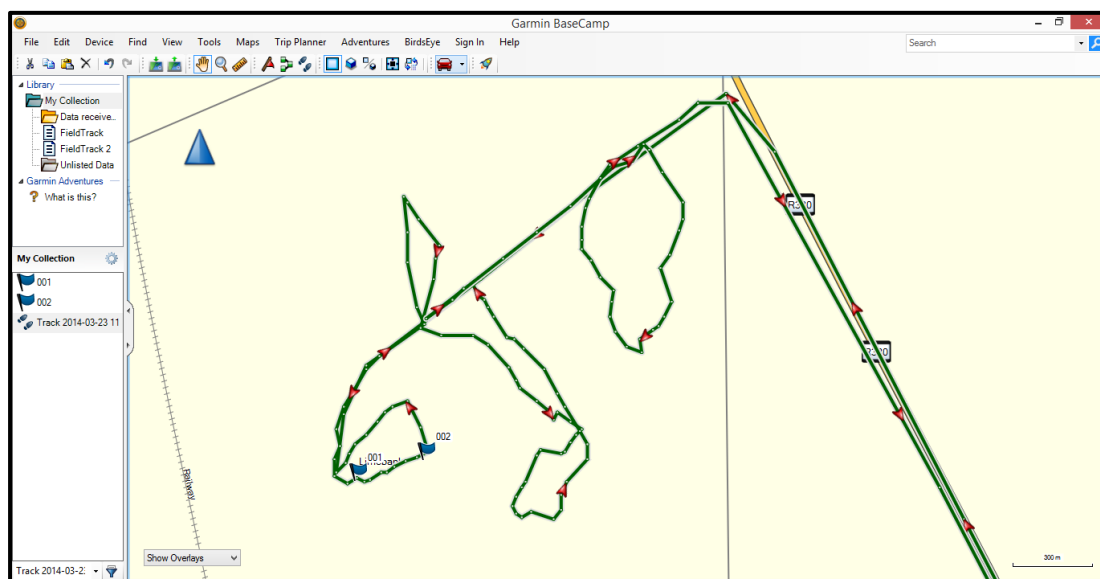 Garmin BaseCamp
File Edit Device Find View Tools Maps Trip Planner Adventures BirdsEye Sign In Help
Search
Library
My Collection
Data receive...
FieldTrack
FieldTrack 2
Unlisted Data
Garmin Adventures
What is this?
My Collection
001
002
Track 2014-03-23 11
002
001
Railway
Show Overlays
300 m
Track 2014-03-2